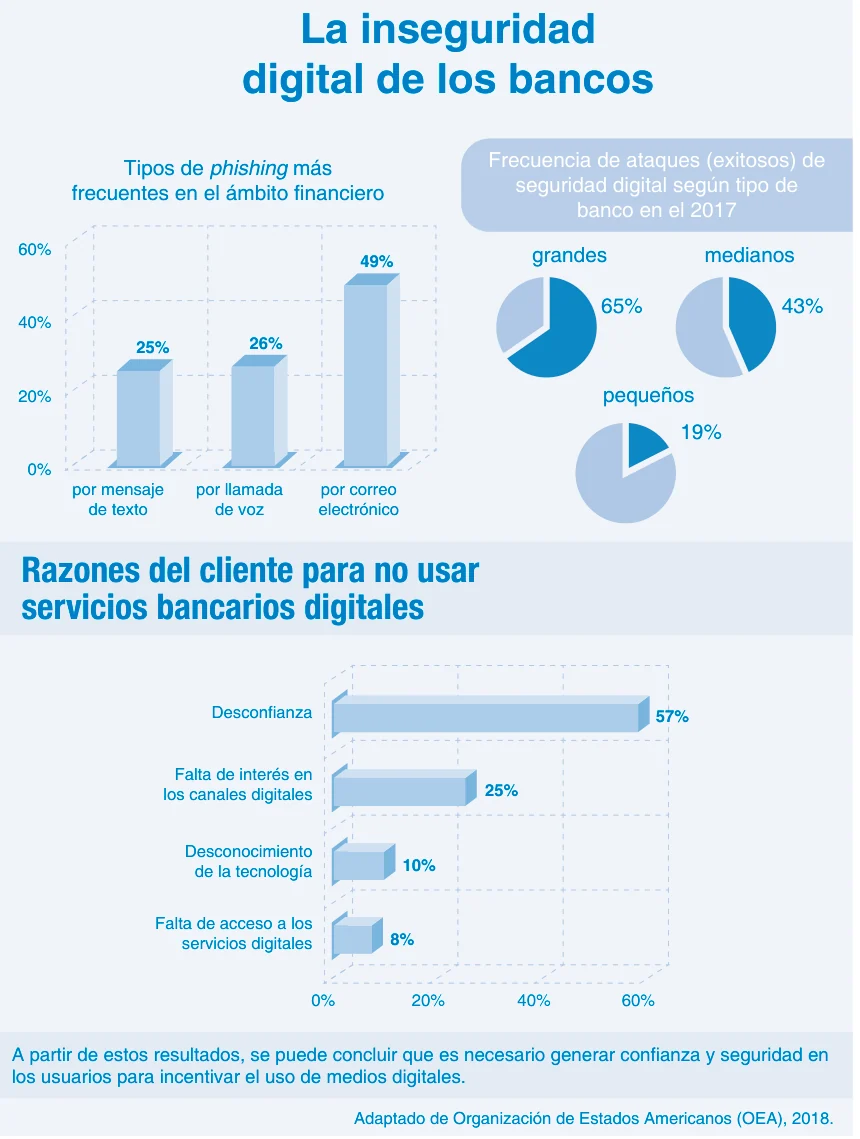 La inseguridad
digital de los bancos
Tipos de phishing más
frecuentes en el ámbito financiero
60%
40%
20%
0%
25%
26%
49%
por mensaje
de texto
por llamada
de voz
por correo
electrónico
Frecuencia de ataques (exitosos) de
seguridad digital según tipo de
banco en el 2017
grandes
65%
medianos
43%
pequeños
19%
Razones del cliente para no usar
servicios bancarios digitales
Desconfianza
57%
Falta de interés en
los canales digitales
25%
Desconocimiento
de la tecnología
10%
Falta de acceso a los
servicios digitales
8%
0%
20%
40%
60%
A partir de estos resultados, se puede concluir que es necesario generar confianza y seguridad en
los usuarios para incentivar el uso de medios digitales.
Adaptado de Organización de Estados Americanos (OEA), 2018.